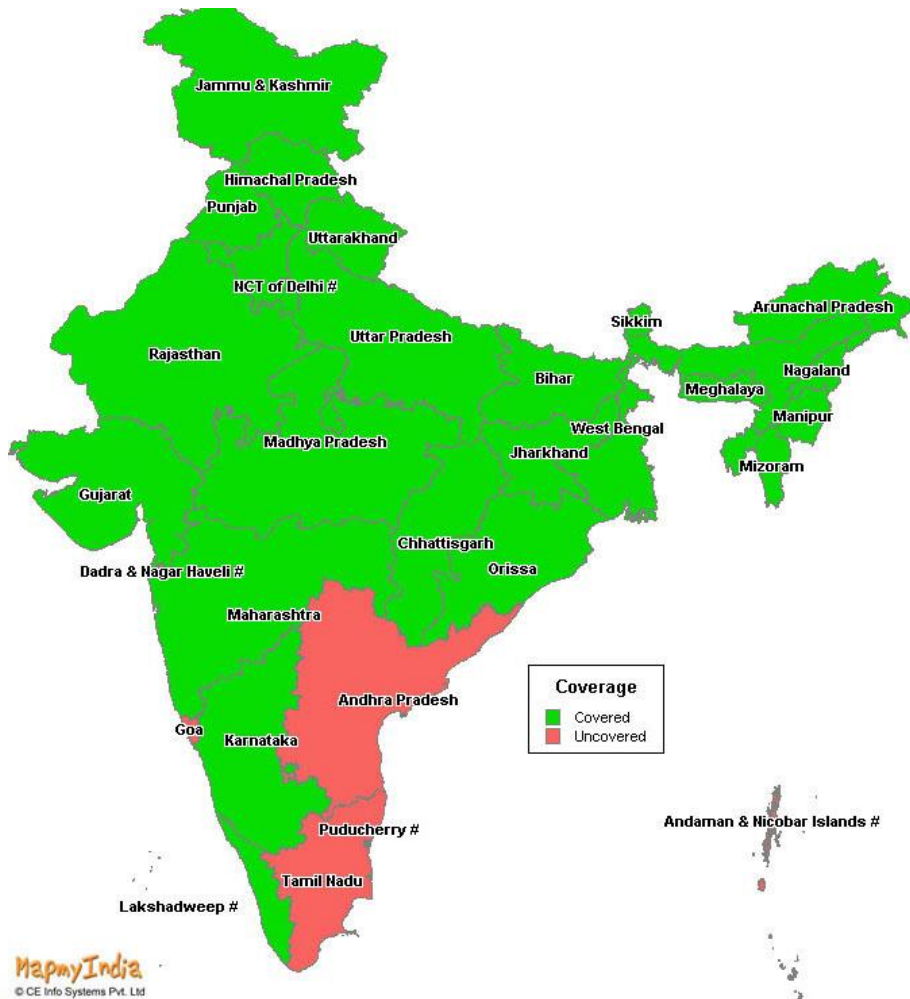 Jammu & Kashmir
Himachal Pradesh
Punjab
Uttarakhand
NCT of Delhi #
Arunachal Pradesh
Sikkim
Uttar Pradesh
Rajasthan
Nagaland
Bihar
Meghalaya
Manipur
West Bengal
Madhya Pradesh
Jharkhand
Mizoram
Gujarat
Chhattisgarh
Orissa
Dadra & Nagar Haveli #
Maharashtra
Coverage
Andhra Pradesh
Covered
Goa
Uncovered
Karnataka
Andaman & Nicobar Islands #
Puducherry #
Tamil Nadu
Lakshadweep #
MapmyIndia
© CE Info Systems Pvt. Ltd